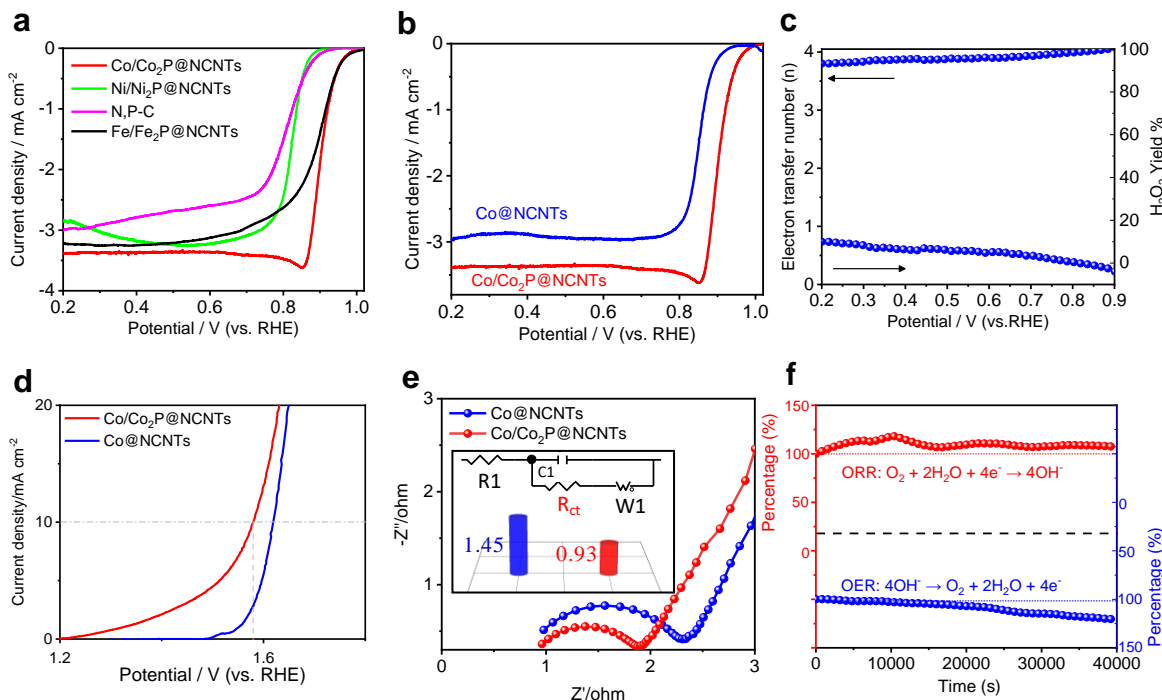 a
Co/Co₂P@NCNTs
Ni/Ni₂P@NCNTs
N,P-C
Fe/Fe₂P@NCNTs
Current density / mA cm⁻²
0
-1
-2
-3
-4
0.2
0.4
0.6
0.8
1.0
Potential / V (vs. RHE)
b
Co@NCNTs
Co/Co₂P@NCNTs
Current density / mA cm⁻²
0
-1
-2
-3
-4
0.2
0.4
0.6
0.8
1.0
Potential / V (vs. RHE)
c
Electron transfer number (n)
4
3
2
1
0
100
80
60
40
20
0
H₂O₂ Yield %
0.2
0.3
0.4
0.5
0.6
0.7
0.8
0.9
Potential / V (vs.RHE)
d
Co/Co₂P@NCNTs
Co@NCNTs
Current density/mA cm⁻²
20
10
0
1.2
1.6
Potential / V (vs. RHE)
e
Co@NCNTs
Co/Co₂P@NCNTs
-Z''/ohm
3
2
1
R1
C1
Rct
W1
1.45
0.93
0
1
2
3
Z'/ohm
f
Percentage (%)
150
100
50
0
ORR: O₂ + 2H₂O + 4e⁻ → 4OH⁻
OER: 4OH⁻ → O₂ + 2H₂O + 4e⁻
0
50
100
150
Percentage (%)
0
10000
20000
30000
40000
Time (s)